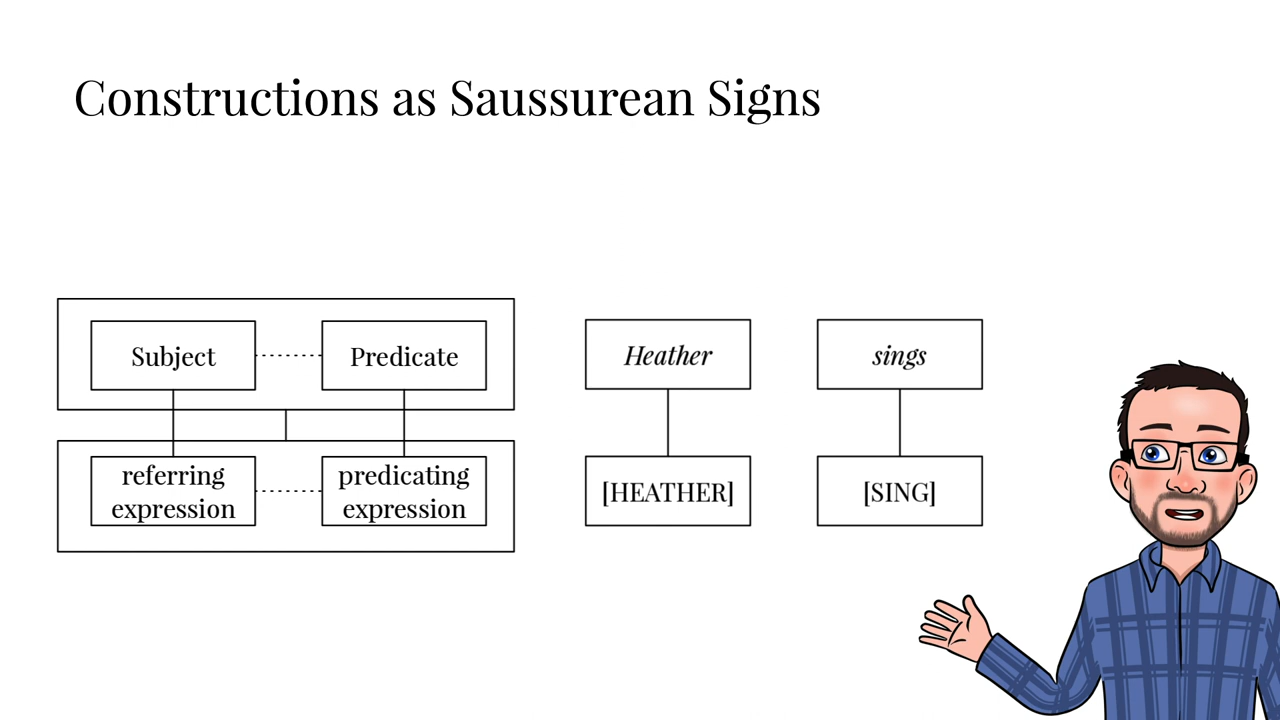 Constructions as Saussurean Signs
Subject
Predicate
Heather
sings
referring
expression
predicating
expression
[HEATHER]
[SING]